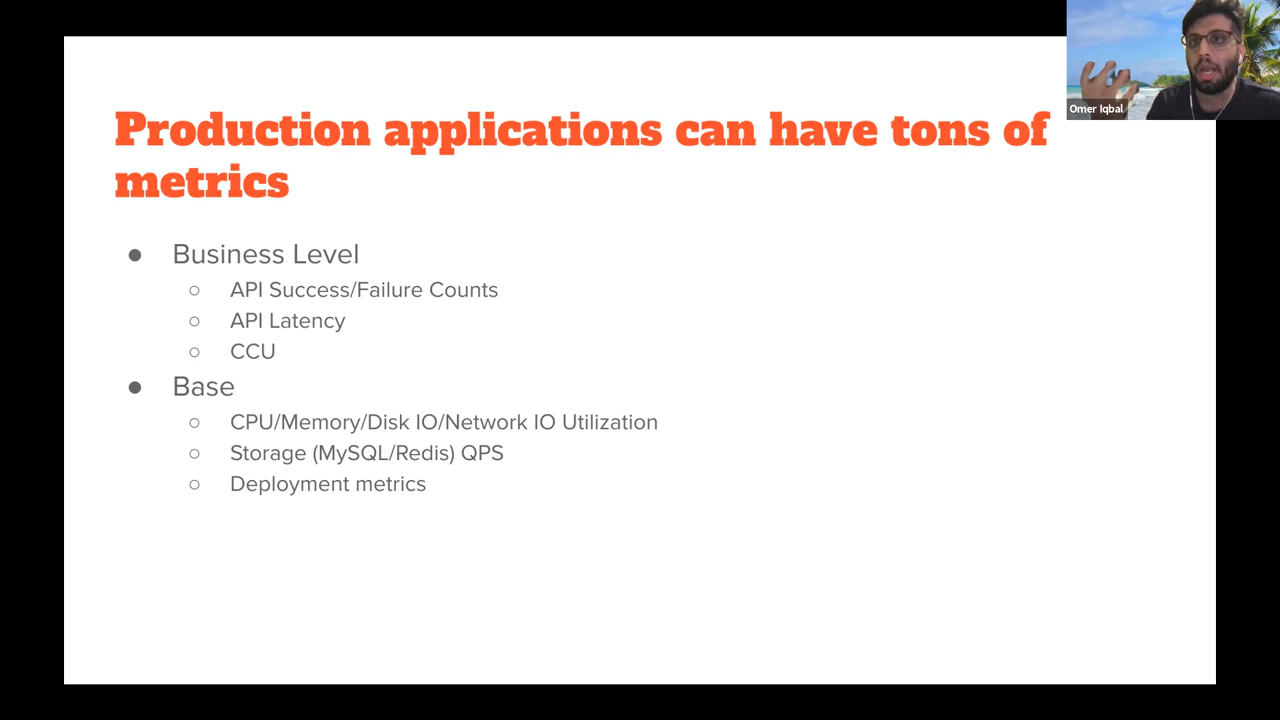 Production applications can have tons of
metrics
Omer Iqbal
● Business Level
○ API Success/Failure Counts
○ API Latency
○ CCU
● Base
○ CPU/Memory/Disk IO/Network IO Utilization
○ Storage (MySQL/Redis) QPS
○ Deployment metrics